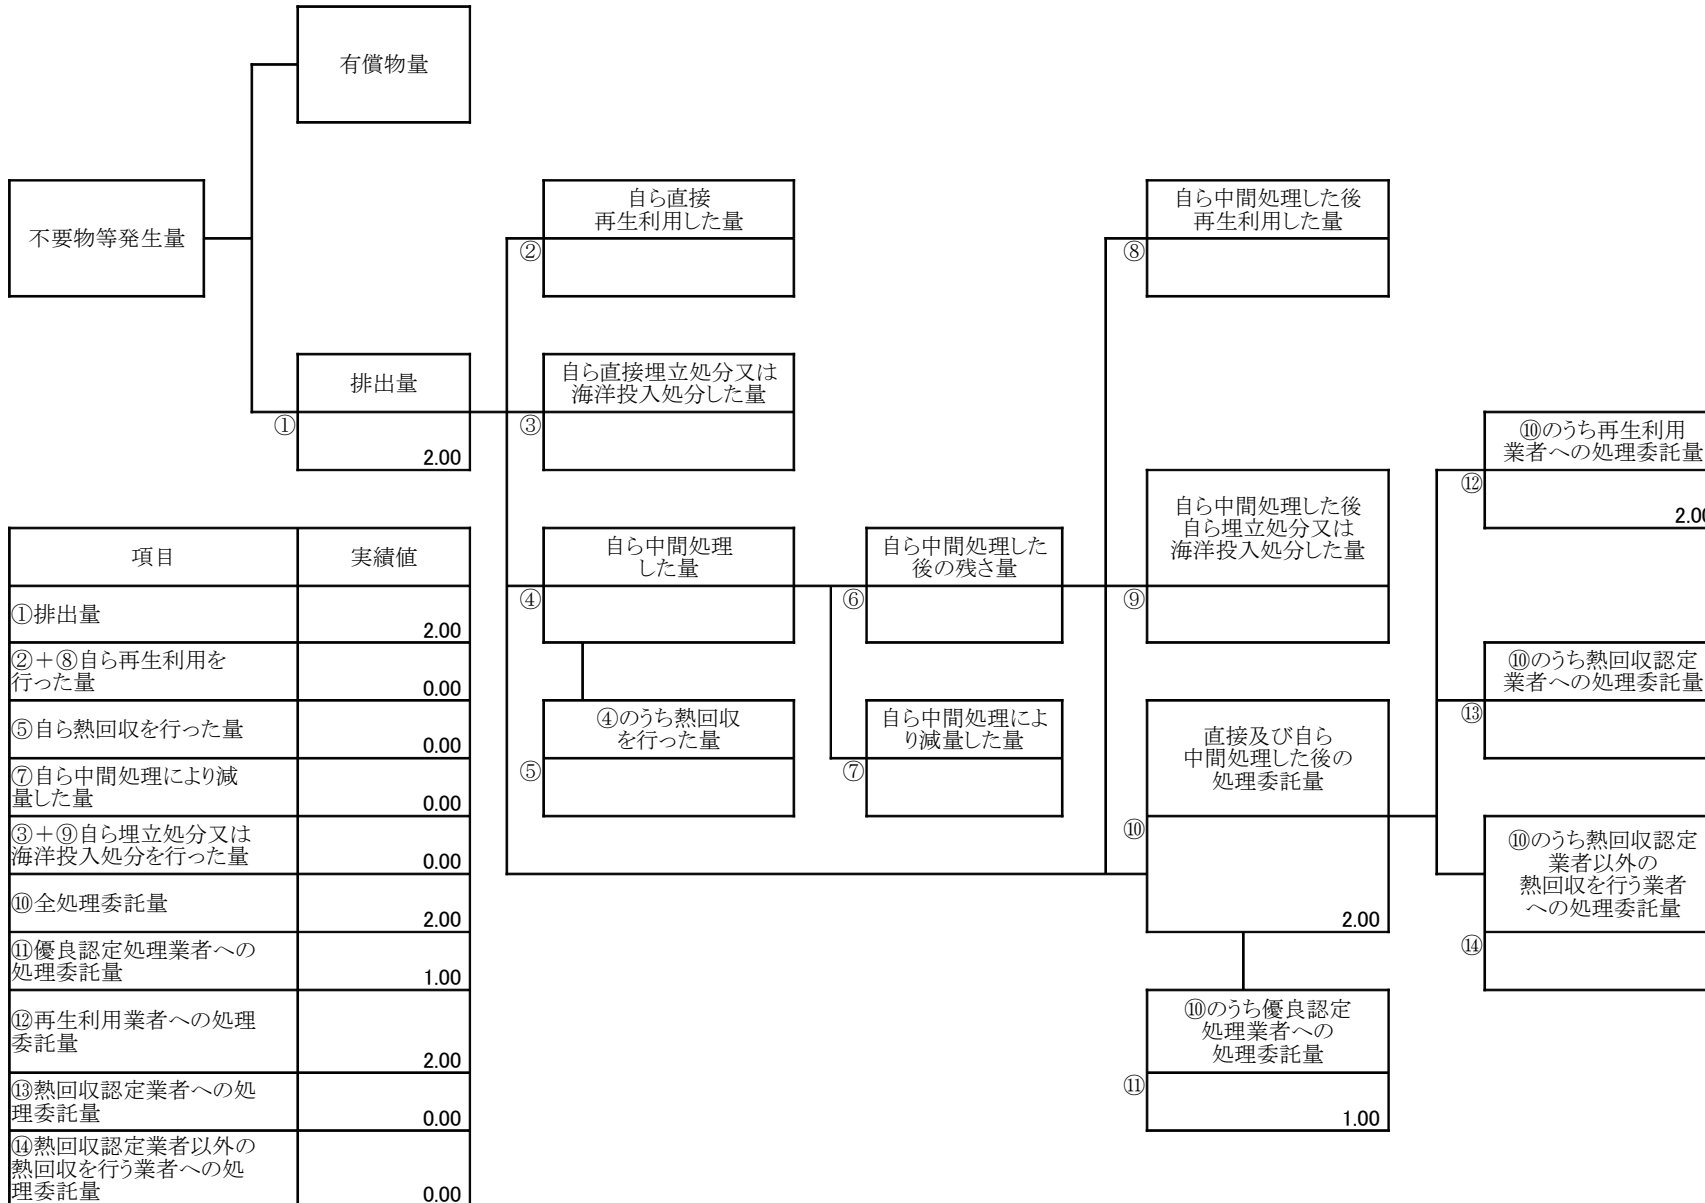 有償物量
不要物等発生量
自ら直接
再生利用した量
②
自ら中間処理した後
再生利用した量
⑧
排出量
①
2.00
自ら直接埋立処分又は
海洋投入処分した量
③
⑩のうち再生利用
業者への処理委託量
⑫
自ら中間処理
した量
④
自ら中間処理した
後の残さ量
⑥
自ら中間処理した後
自ら埋立処分又は
海洋投入処分した量
⑨
④のうち熱回収
を行った量
⑤
自ら中間処理によ
り減量した量
⑦
直接及び自ら
中間処理した後の
処理委託量
⑩
2.00
⑩のうち熱回収認定
業者への処理委託量
⑬
⑩のうち熱回収認定
業者以外の
熱回収を行う業者
への処理委託量
⑭
⑩のうち優良認定
処理業者への
処理委託量
⑪
1.00
項目 実績値
①排出量
2.00
②＋⑧自ら再生利用を
行った量
0.00
⑤自ら熱回収を行った量
0.00
⑦自ら中間処理により減
量した量
0.00
③＋⑨自ら埋立処分又は
海洋投入処分を行った量
0.00
⑩全処理委託量
2.00
⑪優良認定処理業者への
処理委託量
1.00
⑫再生利用業者への処理
委託量
2.00
⑬熱回収認定業者への処
理委託量
0.00
⑭熱回収認定業者以外の
熱回収を行う業者への処
理委託量
0.00